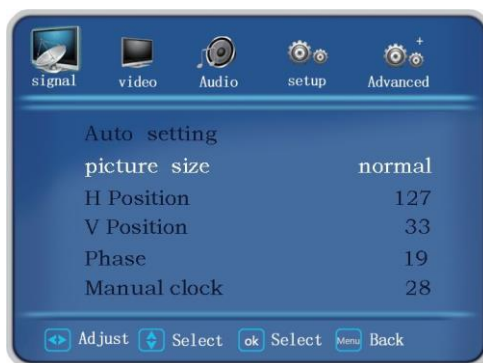 signal video Audio setup Advanced
Auto setting
picture size normal
H Position 127
V Position 33
Phase 19
Manual clock 28
Adjust Select ok Select Menu Back